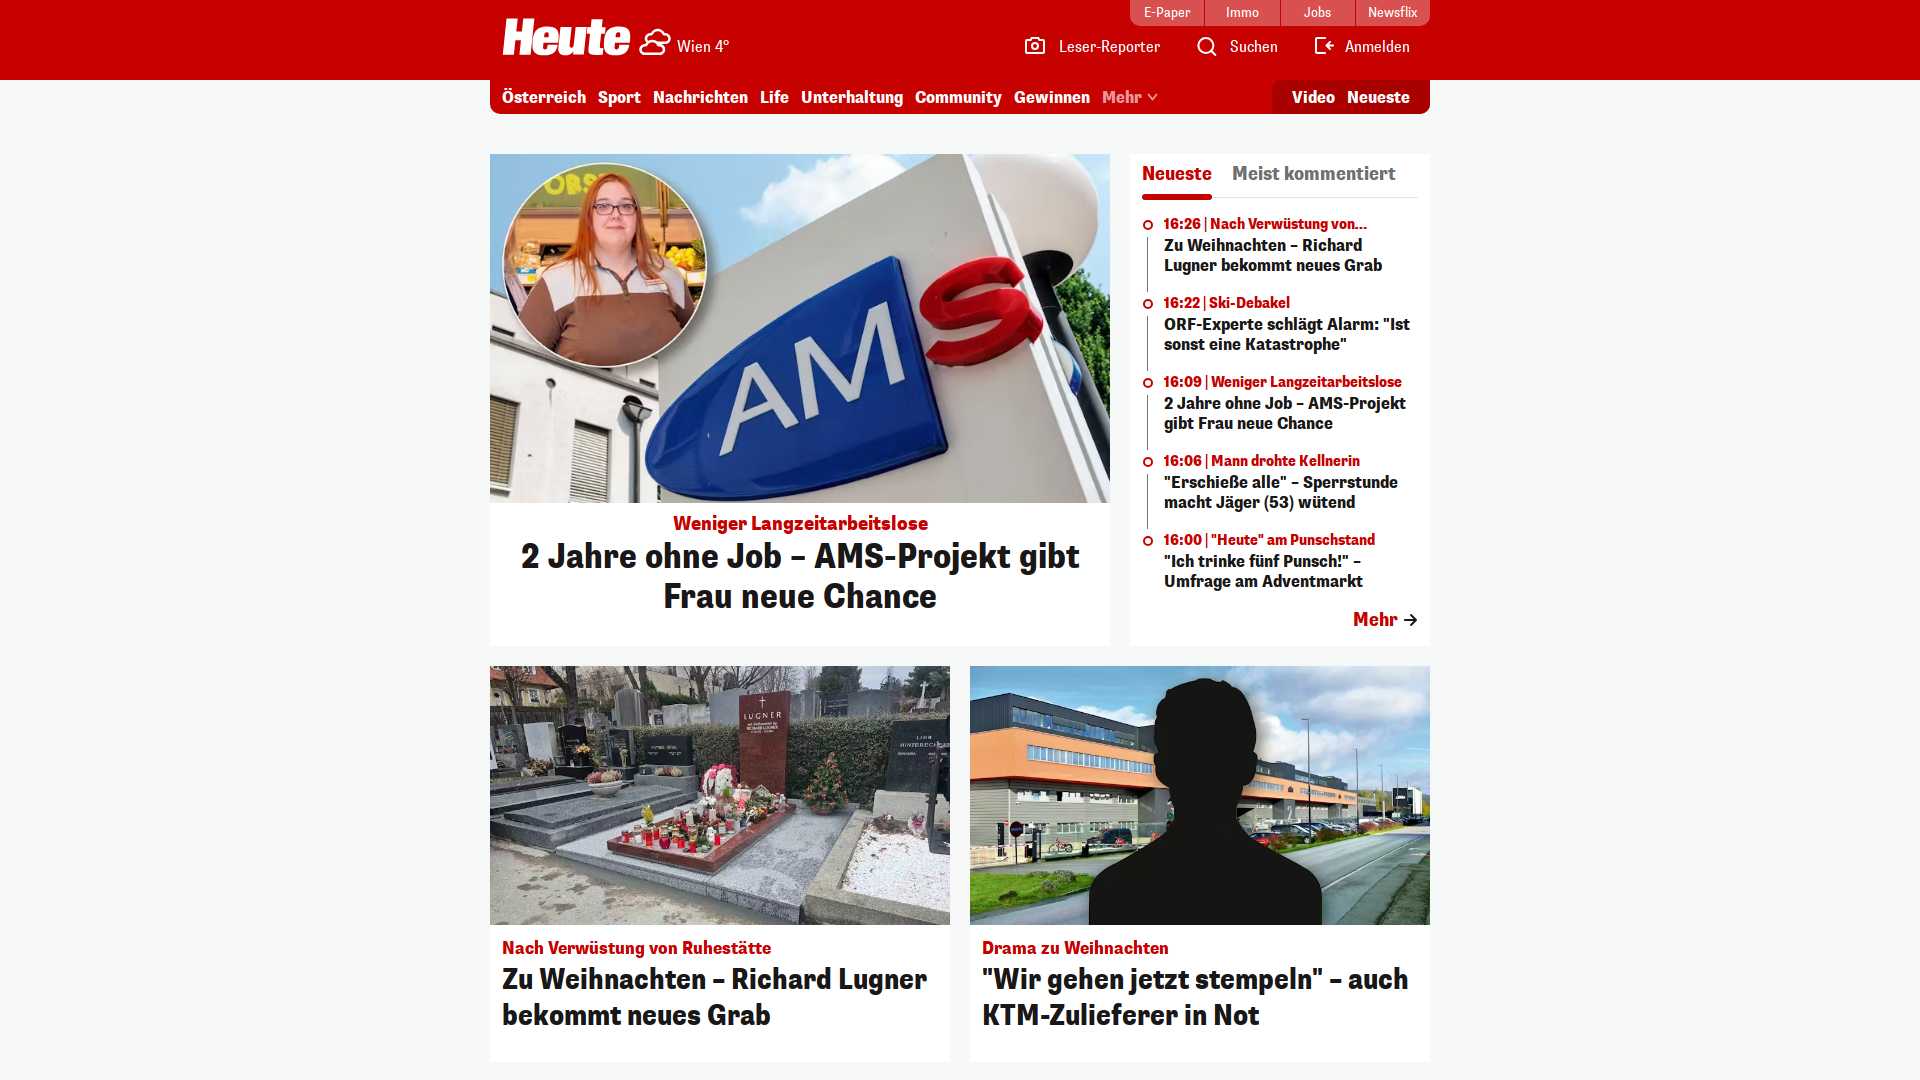 E-Paper
Immo
Jobs
Newsflix
Heute
Wien 4°
Leser-Reporter
Suchen
Anmelden
Österreich
Sport
Nachrichten
Life
Unterhaltung
Community
Gewinnen
Mehr
Video
Neueste
AMS
Weniger Langzeitarbeitslose
2 Jahre ohne Job – AMS-Projekt gibt
Frau neue Chance
Neueste
Meist kommentiert
16:26 | Nach Verwüstung von...
Zu Weihnachten – Richard
Lugner bekommt neues Grab
16:22 | Ski-Debakel
ORF-Experte schlägt Alarm: "Ist
sonst eine Katastrophe"
16:09 | Weniger Langzeitarbeitslose
2 Jahre ohne Job – AMS-Projekt
gibt Frau neue Chance
16:06 | Mann drohte Kellnerin
"Erschieße alle" – Sperrstunde
macht Jäger (53) wütend
16:00 | "Heute" am Punschstand
"Ich trinke fünf Punsch!" –
Umfrage am Adventmarkt
Mehr
LUGNER
Nach Verwüstung von Ruhestätte
Zu Weihnachten – Richard Lugner
bekommt neues Grab
Drama zu Weihnachten
"Wir gehen jetzt stempeln" – auch
KTM-Zulieferer in Not